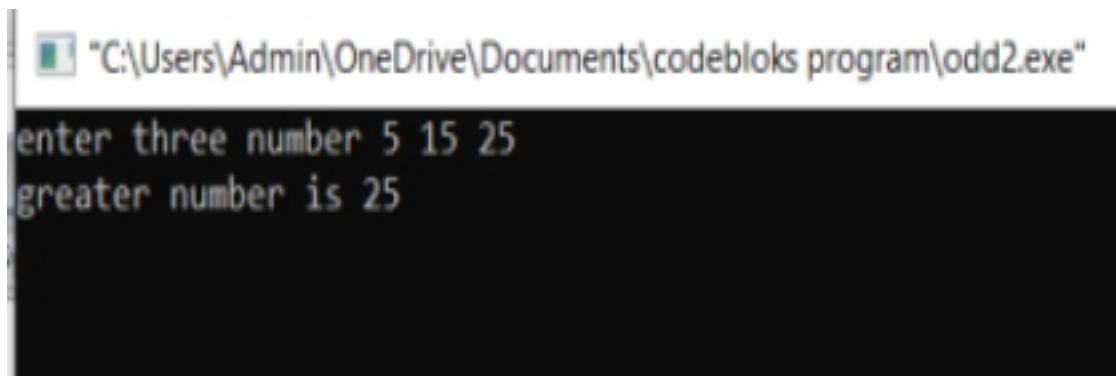 "C:\Users\Admin\OneDrive\Documents\codebloks program\odd2.exe"
enter three number 5 15 25
greater number is 25